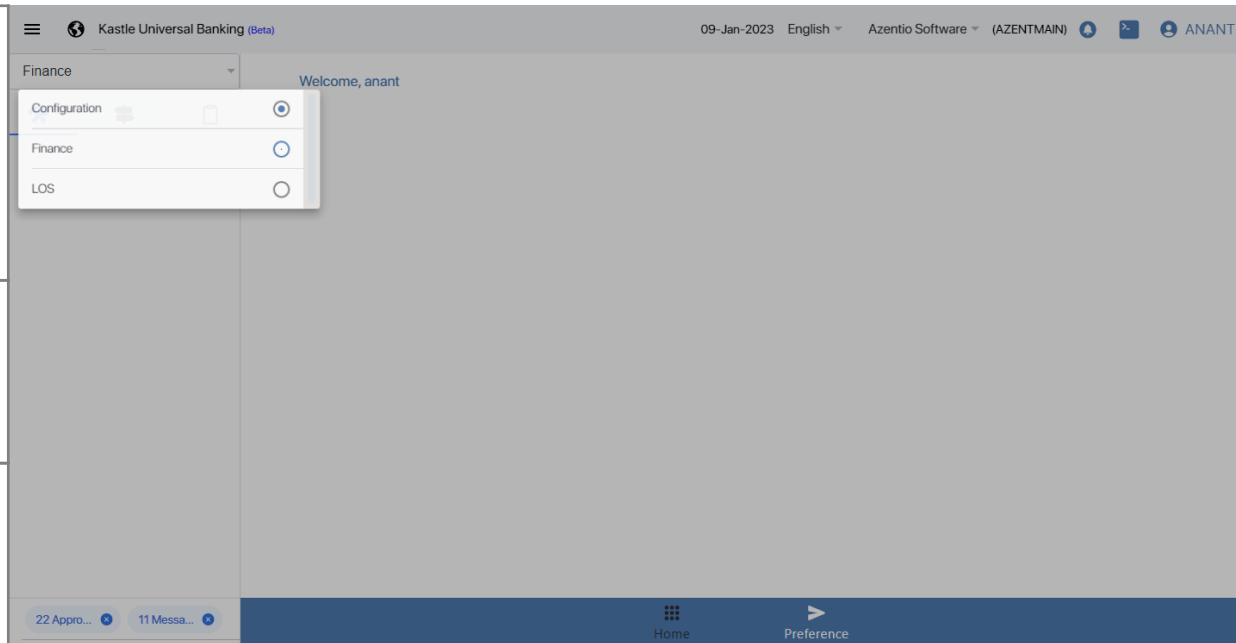 Kastle Universal Banking (Beta) 09-Jan-2023 English Azentio Software (AZENTMAIN) ANANT
Finance
Welcome, anant
Configuration
Finance
LOS
22 Appro... 11 Messa...
Home Preference